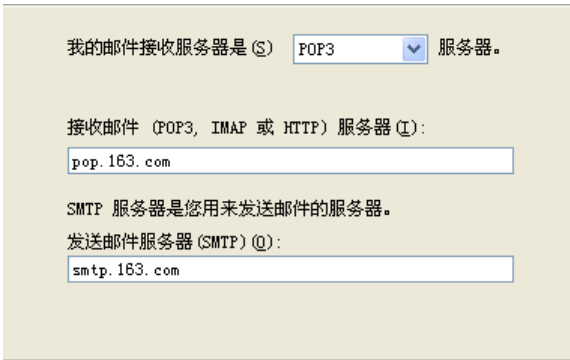 我的邮件接收服务器是(S) POP3 服务器。
接收邮件 (POP3, IMAP 或 HTTP) 服务器(I):
pop.163.com
SMTP 服务器是您用来发送邮件的服务器。
发送邮件服务器(SMTP)(O):
smtp.163.com